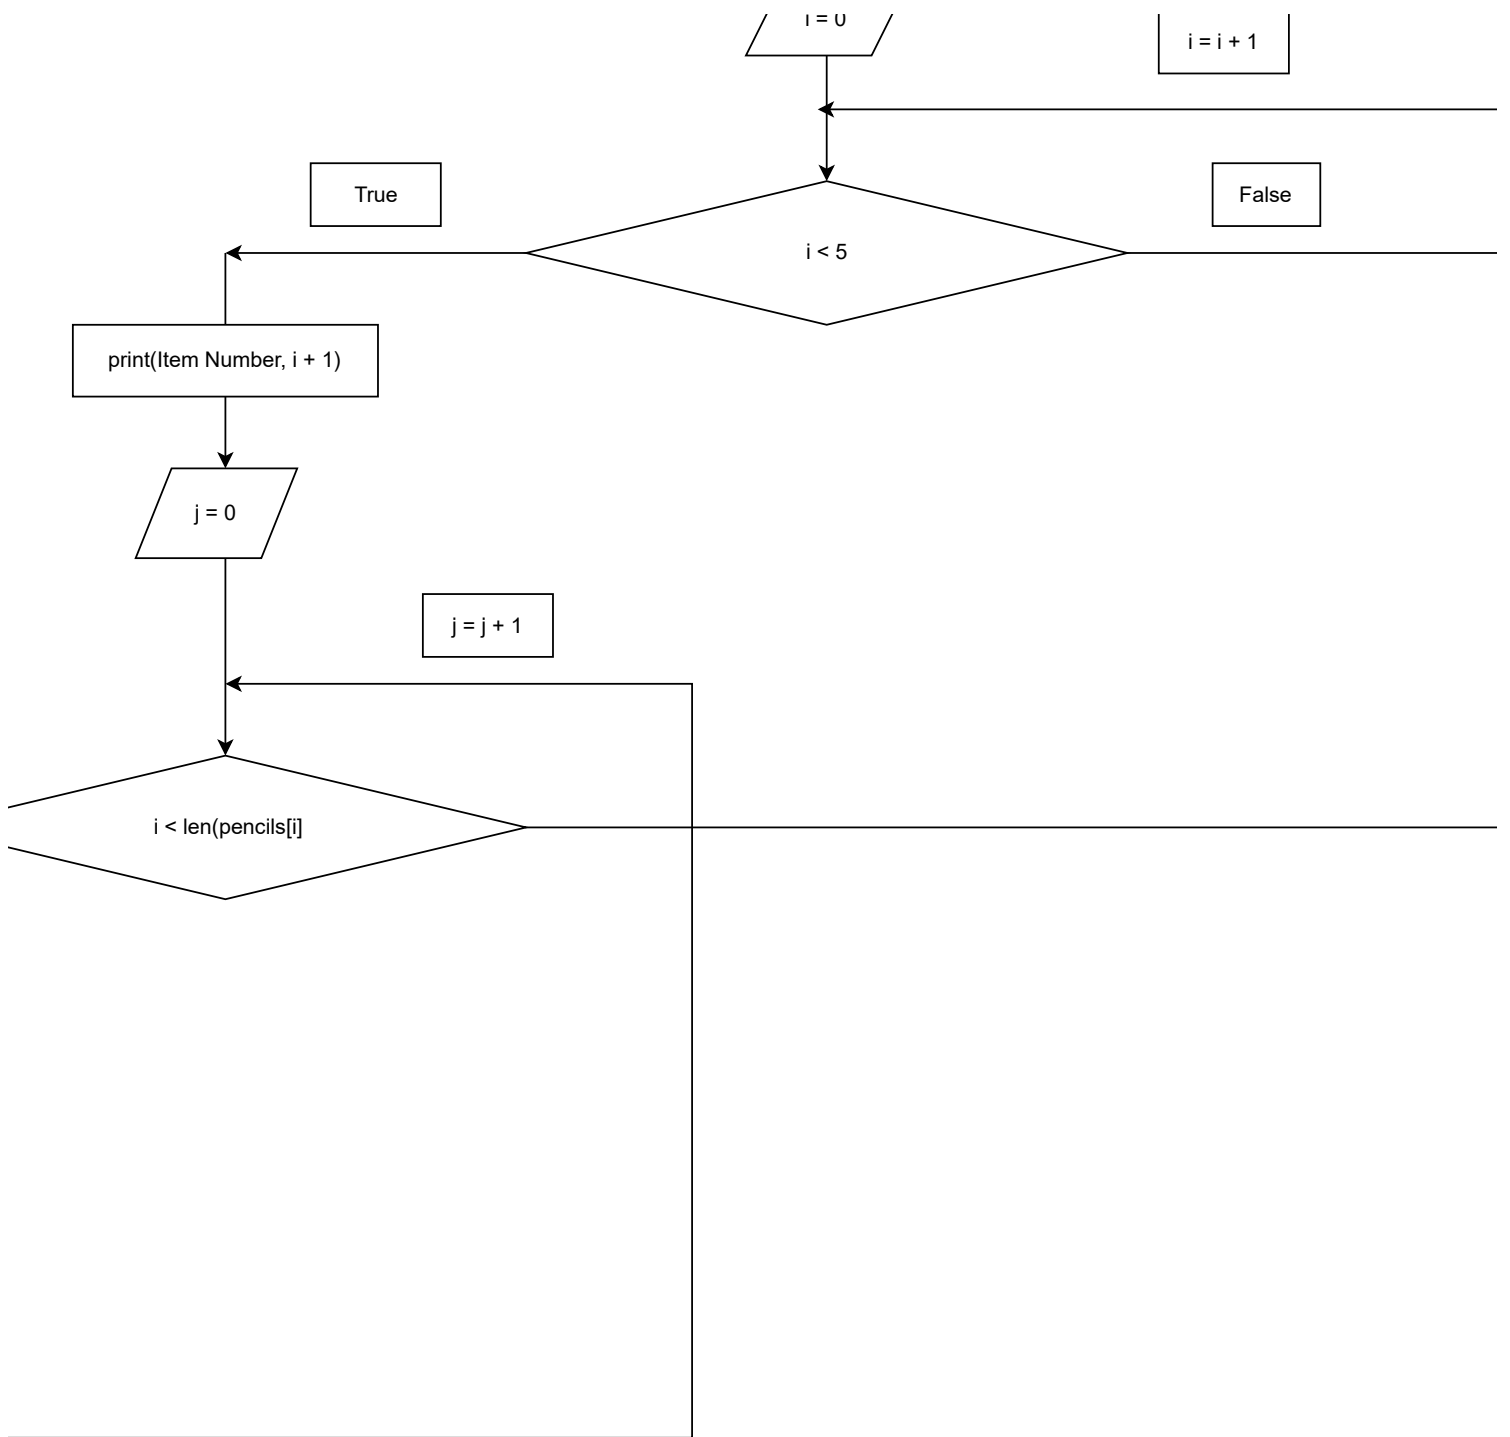 i = 0
i = i + 1
True
False
i < 5
print(Item Number, i + 1)
j = 0
j = j + 1
i < len(pencils[i]